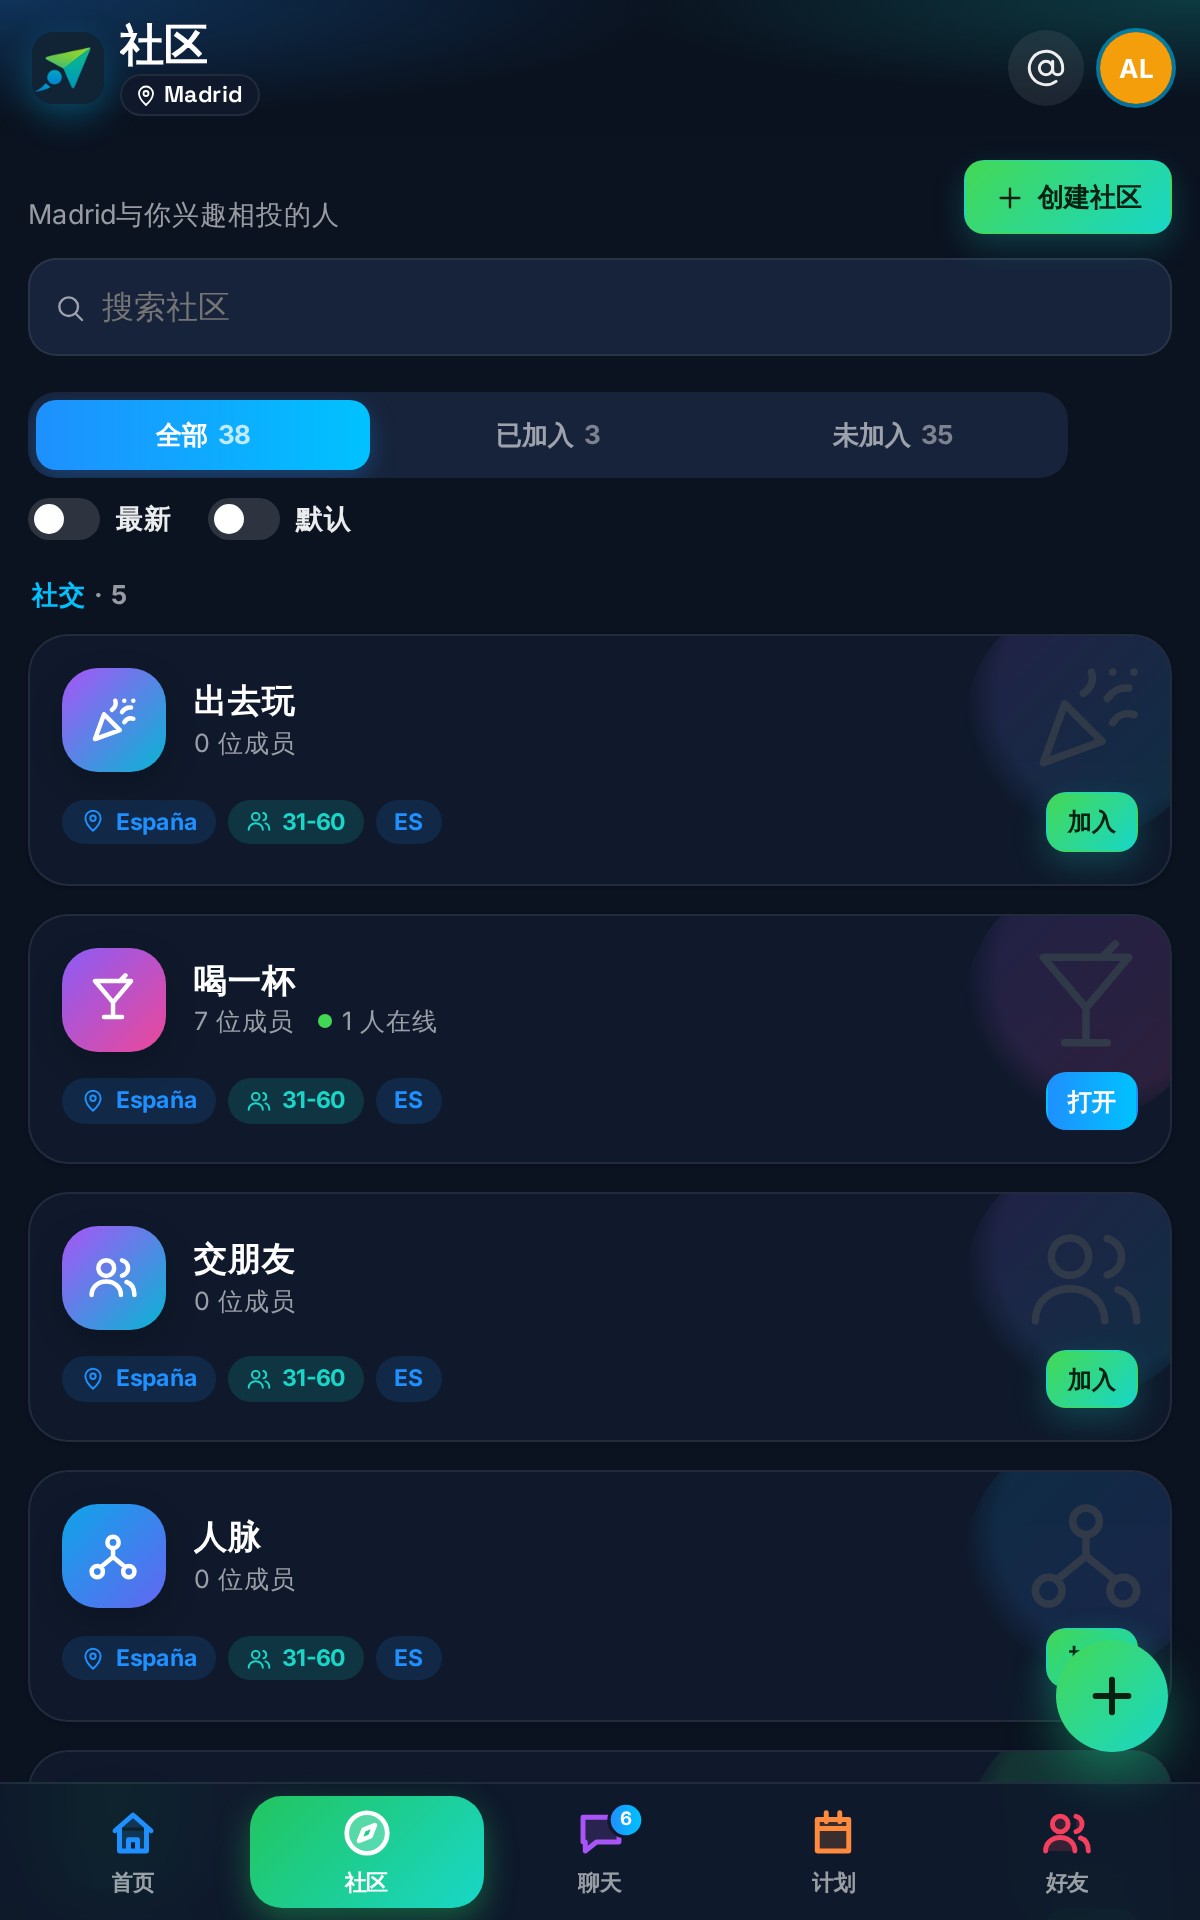 社区
Madrid
AL
创建社区
Madrid与你兴趣相投的人
搜索社区
全部 38 已加入 3 未加入 35
最新 默认
社交 · 5
出去玩
0 位成员
España 31-60 ES 加入
喝一杯
7 位成员 1 人在线
España 31-60 ES 打开
交朋友
0 位成员
España 31-60 ES 加入
人脉
0 位成员
España 31-60 ES
6
首页 社区 聊天 计划 好友